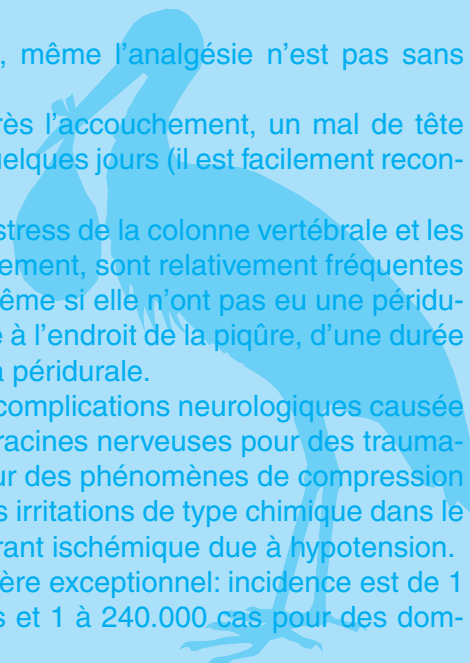 , même l'analgésie n'est pas sans
rès l'accouchement, un mal de tête
uelques jours (il est facilement recon-
stress de la colonne vertébrale et les
ement, sont relativement fréquentes
ême si elle n'ont pas eu une péridu-
e à l'endroit de la piqûre, d'une durée
a péridurale.
complications neurologiques causée
racines nerveuses pour des trauma-
ur des phénomènes de compression
s irritations de type chimique dans le
rant ischémique due à hypotension.
ère exceptionnel: incidence est de 1
s et 1 à 240.000 cas pour des dom-